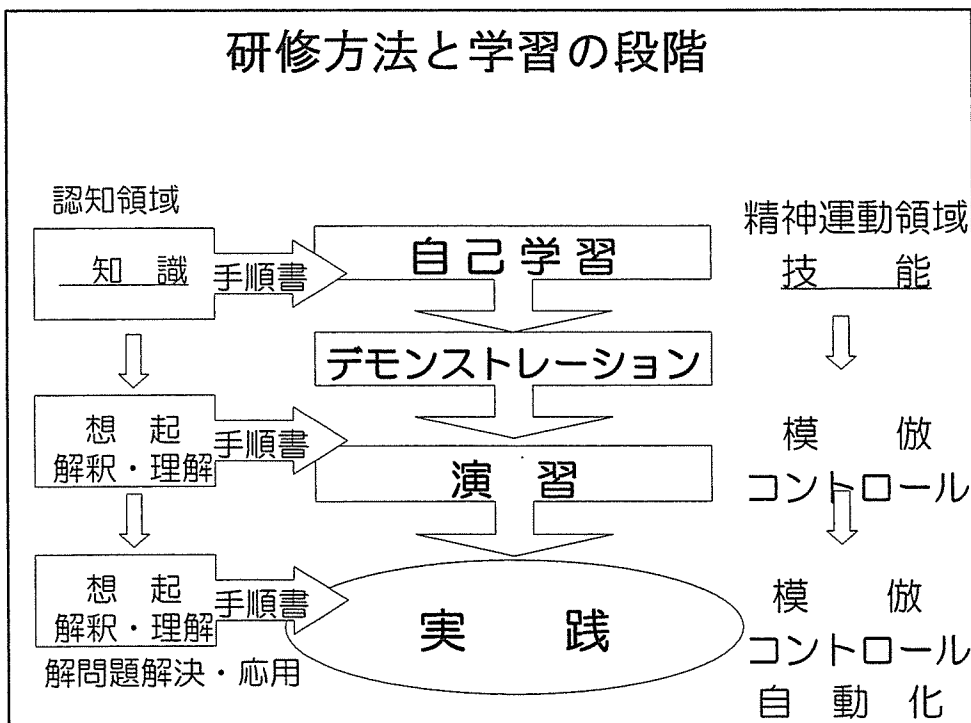 研修方法と学習の段階
認知領域
知 識
手順書
自己学習
精神運動領域
技 能
デモンストレーション
想 起
解釈・理解
手順書
演 習
模 倣
コントロール
想 起
解釈・理解
手順書
解問題解決・応用
実 践
模 倣
コントロール
自 動 化